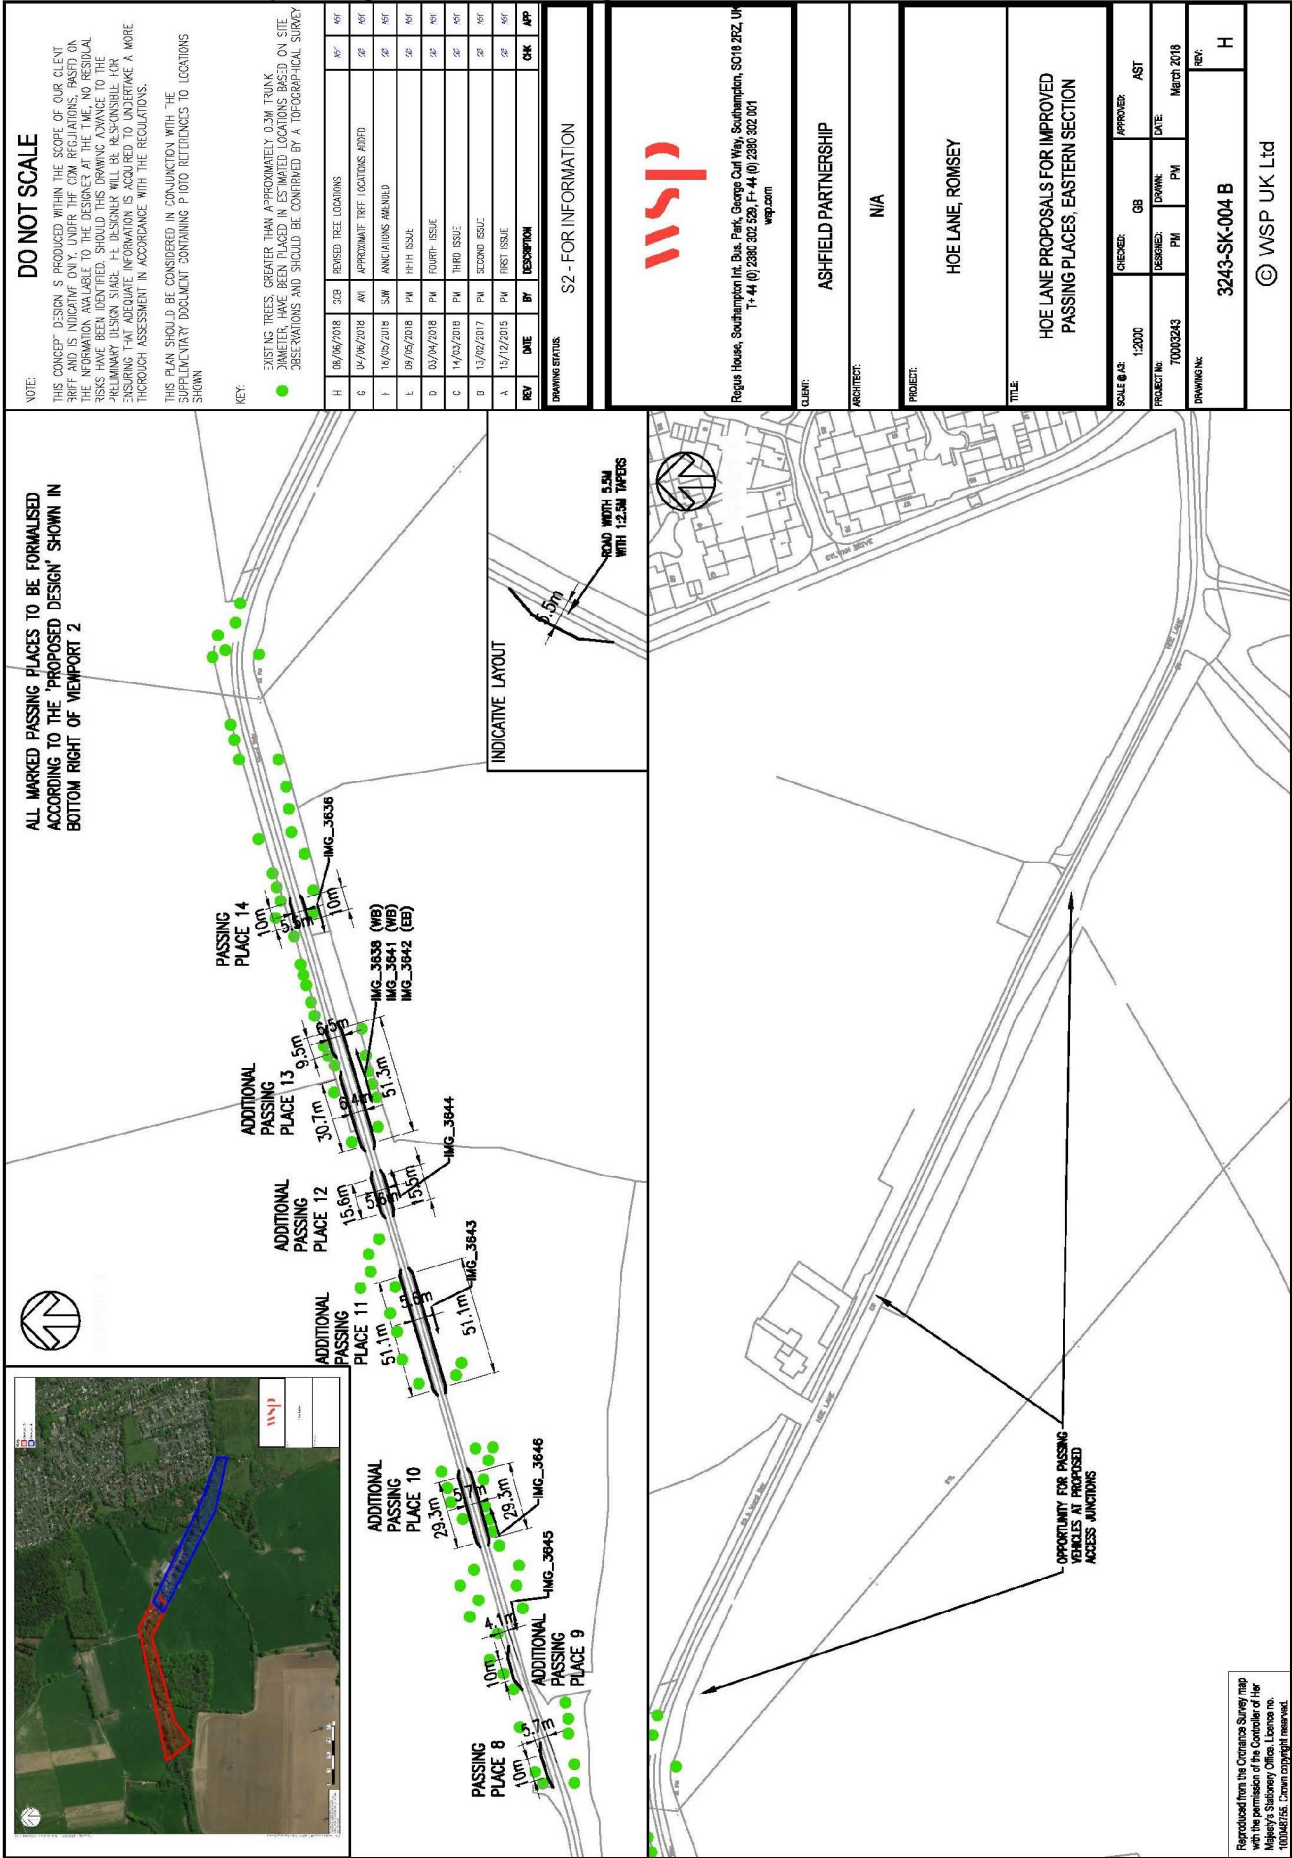 ALL MARKED PASSING PLACES TO BE FORMALISED
ACCORDING TO THE 'PROPOSED DESIGN' SHOWN IN
BOTTOM RIGHT OF VIEWPORT 2
PASSING
PLACE 8
10m
5.7m
ADDITIONAL
PASSING
PLACE 9
10m
4.1m
IMG_3645
ADDITIONAL
PASSING
PLACE 10
29.3m
29.3m
IMG_3646
ADDITIONAL
PASSING
PLACE 11
51.1m
51.1m
IMG_3643
ADDITIONAL
PASSING
PLACE 12
15.6m
15.5m
IMG_3644
ADDITIONAL
PASSING
PLACE 13
30.7m
6.4m
9.5m
6.5m
51.3m
IMG_3638 (WB)
IMG_3641 (WB)
IMG_3642 (EB)
PASSING
PLACE 14
10m
5.5m
10m
IMG_3636
INDICATIVE LAYOUT
5.5m
ROAD WIDTH 5.5M
WITH 1:2.5M TAPERS
wsp
HOE LANE
HOE LANE
SYLVAN DRIVE
OPPORTUNITY FOR PASSING
VEHICLES AT PROPOSED
ACCESS JUNCTIONS
Reproduced from the Ordnance Survey map
with the permission of the Controller of Her
Majesty's Stationery Office. Licence no.
100048755. Crown copyright reserved.
NOTE:
DO NOT SCALE
THIS CONCEPT DESIGN IS PRODUCED WITHIN THE SCOPE OF OUR CLIENT
BRIEF AND IS INDICATIVE ONLY. UNDER THE CDM REGULATIONS, BASED ON
THE INFORMATION AVAILABLE TO THE DESIGNER AT THE TIME, NO RESIDUAL
RISKS HAVE BEEN IDENTIFIED. SHOULD THIS DRAWING ADVANCE TO THE
PRELIMINARY DESIGN STAGE THE DESIGNER WILL BE RESPONSIBLE FOR
ENSURING THAT ADEQUATE INFORMATION IS ACQUIRED TO UNDERTAKE A MORE
THOROUGH ASSESSMENT IN ACCORDANCE WITH THE REGULATIONS.
THIS PLAN SHOULD BE CONSIDERED IN CONJUNCTION WITH THE
SUPPLEMENTARY DOCUMENT CONTAINING PHOTO REFERENCES TO LOCATIONS
SHOWN
KEY:
EXISTING TREES, GREATER THAN APPROXIMATELY 0.3M TRUNK
DIAMETER, HAVE BEEN PLACED IN ESTIMATED LOCATIONS BASED ON SITE
OBSERVATIONS AND SHOULD BE CONFIRMED BY A TOPOGRAPHICAL SURVEY
H 08/06/2018 REVISED TREE LOCATIONS
G 04/06/2018 APPROXIMATE TREE LOCATIONS ADDED
F 16/05/2018 SJW ANNOTATIONS AMENDED
E 09/05/2018 PM FIFTH ISSUE
D 03/04/2018 PM FOURTH ISSUE
C 14/03/2018 PM THIRD ISSUE
B 13/02/2017 PM SECOND ISSUE
A 15/12/2015 PM FIRST ISSUE
REV DATE BY DESCRIPTION CHK APP
DRAWING STATUS:
S2 - FOR INFORMATION
wsp
Regus House, Southampton Int. Bus. Park, George Curl Way, Southampton, SO18 2RZ, UK
T+ 44 (0) 2380 302 529, F+ 44 (0) 2380 302 001
wsp.com
CLIENT:
ASHFIELD PARTNERSHIP
ARCHITECT:
N/A
PROJECT:
HOE LANE, ROMSEY
TITLE:
HOE LANE PROPOSALS FOR IMPROVED
PASSING PLACES, EASTERN SECTION
SCALE @ A3: 1:2000 CHECKED: GB APPROVED: AST
PROJECT No: 70003243 DESIGNED: PM DRAWN: PM DATE: March 2018
DRAWING No: 3243-SK-004 B REV: H
© WSP UK Ltd